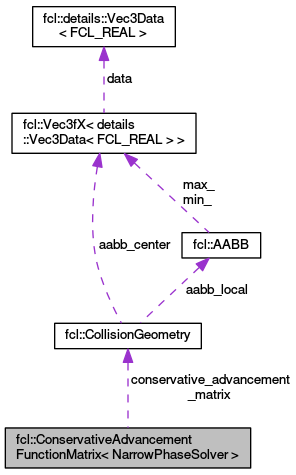 fcl::details::Vec3Data
< FCL_REAL >
data
fcl::Vec3fX< details
::Vec3Data< FCL_REAL > >
max_
min_
aabb_center
fcl::AABB
aabb_local
fcl::CollisionGeometry
conservative_advancement
_matrix
fcl::ConservativeAdvancement
FunctionMatrix< NarrowPhaseSolver >